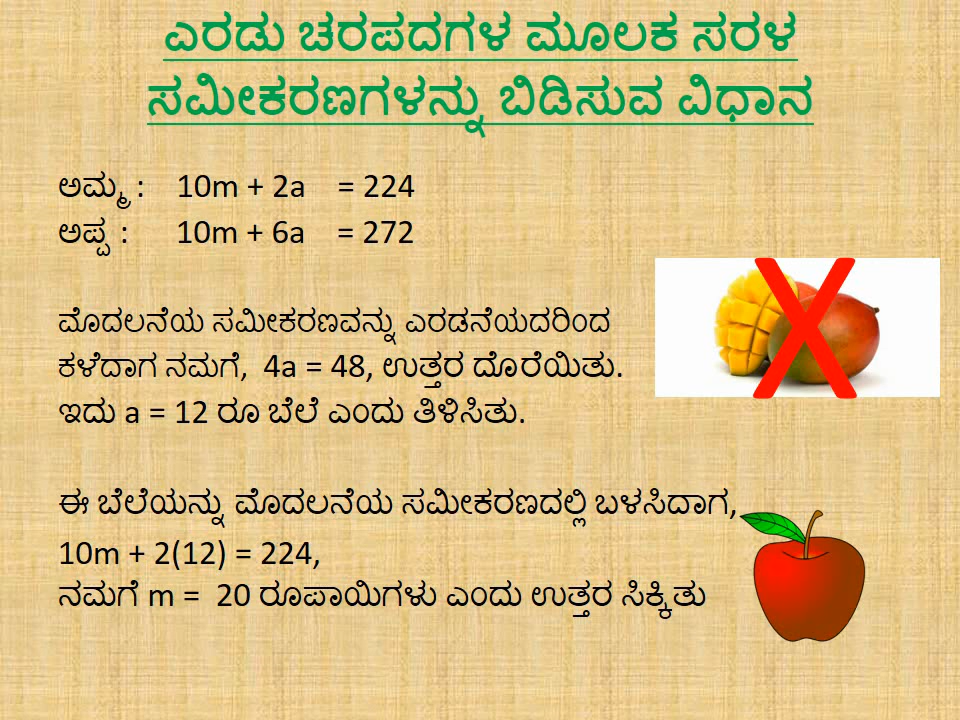 ಎರಡು ಚರಪದಗಳ ಮೂಲಕ ಸರಳ
ಸಮೀಕರಣಗಳನ್ನು ಬಿಡಿಸುವ ವಿಧಾನ
ಅಮ್ಮ : 10m + 2a = 224
ಅಪ್ಪ : 10m + 6a = 272
ಮೊದಲನೆಯ ಸಮೀಕರಣವನ್ನು ಎರಡನೆಯದರಿಂದ
ಕಳೆದಾಗ ನಮಗೆ, 4a = 48, ಉತ್ತರ ದೊರೆಯಿತು.
ಇದು a = 12 ರೂ ಬೆಲೆ ಎಂದು ತಿಳಿಸಿತು.
ಈ ಬೆಲೆಯನ್ನು ಮೊದಲನೆಯ ಸಮೀಕರಣದಲ್ಲಿ ಬಳಸಿದಾಗ,
10m + 2(12) = 224,
ನಮಗೆ m = 20 ರೂಪಾಯಿಗಳು ಎಂದು ಉತ್ತರ ಸಿಕ್ಕಿತು
X